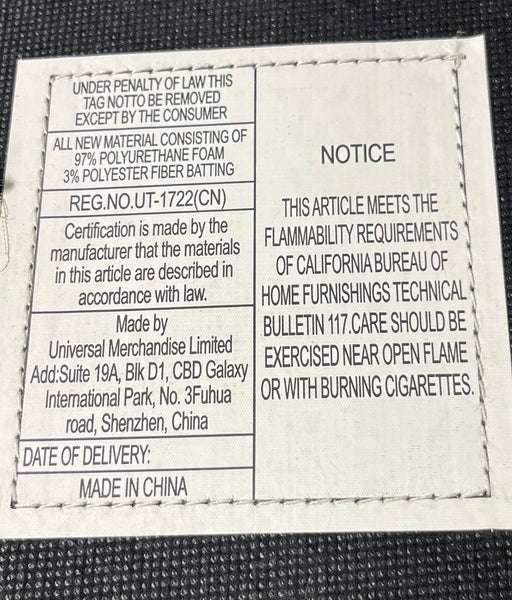 UNDER PENALTY OF LAW THIS
TAG NOTTO BE REMOVED
EXCEPT BY THE CONSUMER
ALL NEW MATERIAL CONSISTING OF
97% POLYURETHANE FOAM
3% POLYESTER FIBER BATTING
REG.NO.UT-1722(CN)
Certification is made by the
manufacturer that the materials
in this article are described in
accordance with law.
Made by
Universal Merchandise Limited
Add:Suite 19A, Blk D1, CBD Galaxy
International Park, No. 3Fuhua
road, Shenzhen, China
DATE OF DELIVERY:
MADE IN CHINA
NOTICE
THIS ARTICLE MEETS THE
FLAMMABILITY REQUIREMENTS
OF CALIFORNIA BUREAU OF
HOME FURNISHINGS TECHNICAL
BULLETIN 117.CARE SHOULD BE
EXERCISED NEAR OPEN FLAME
OR WITH BURNING CIGARETTES.